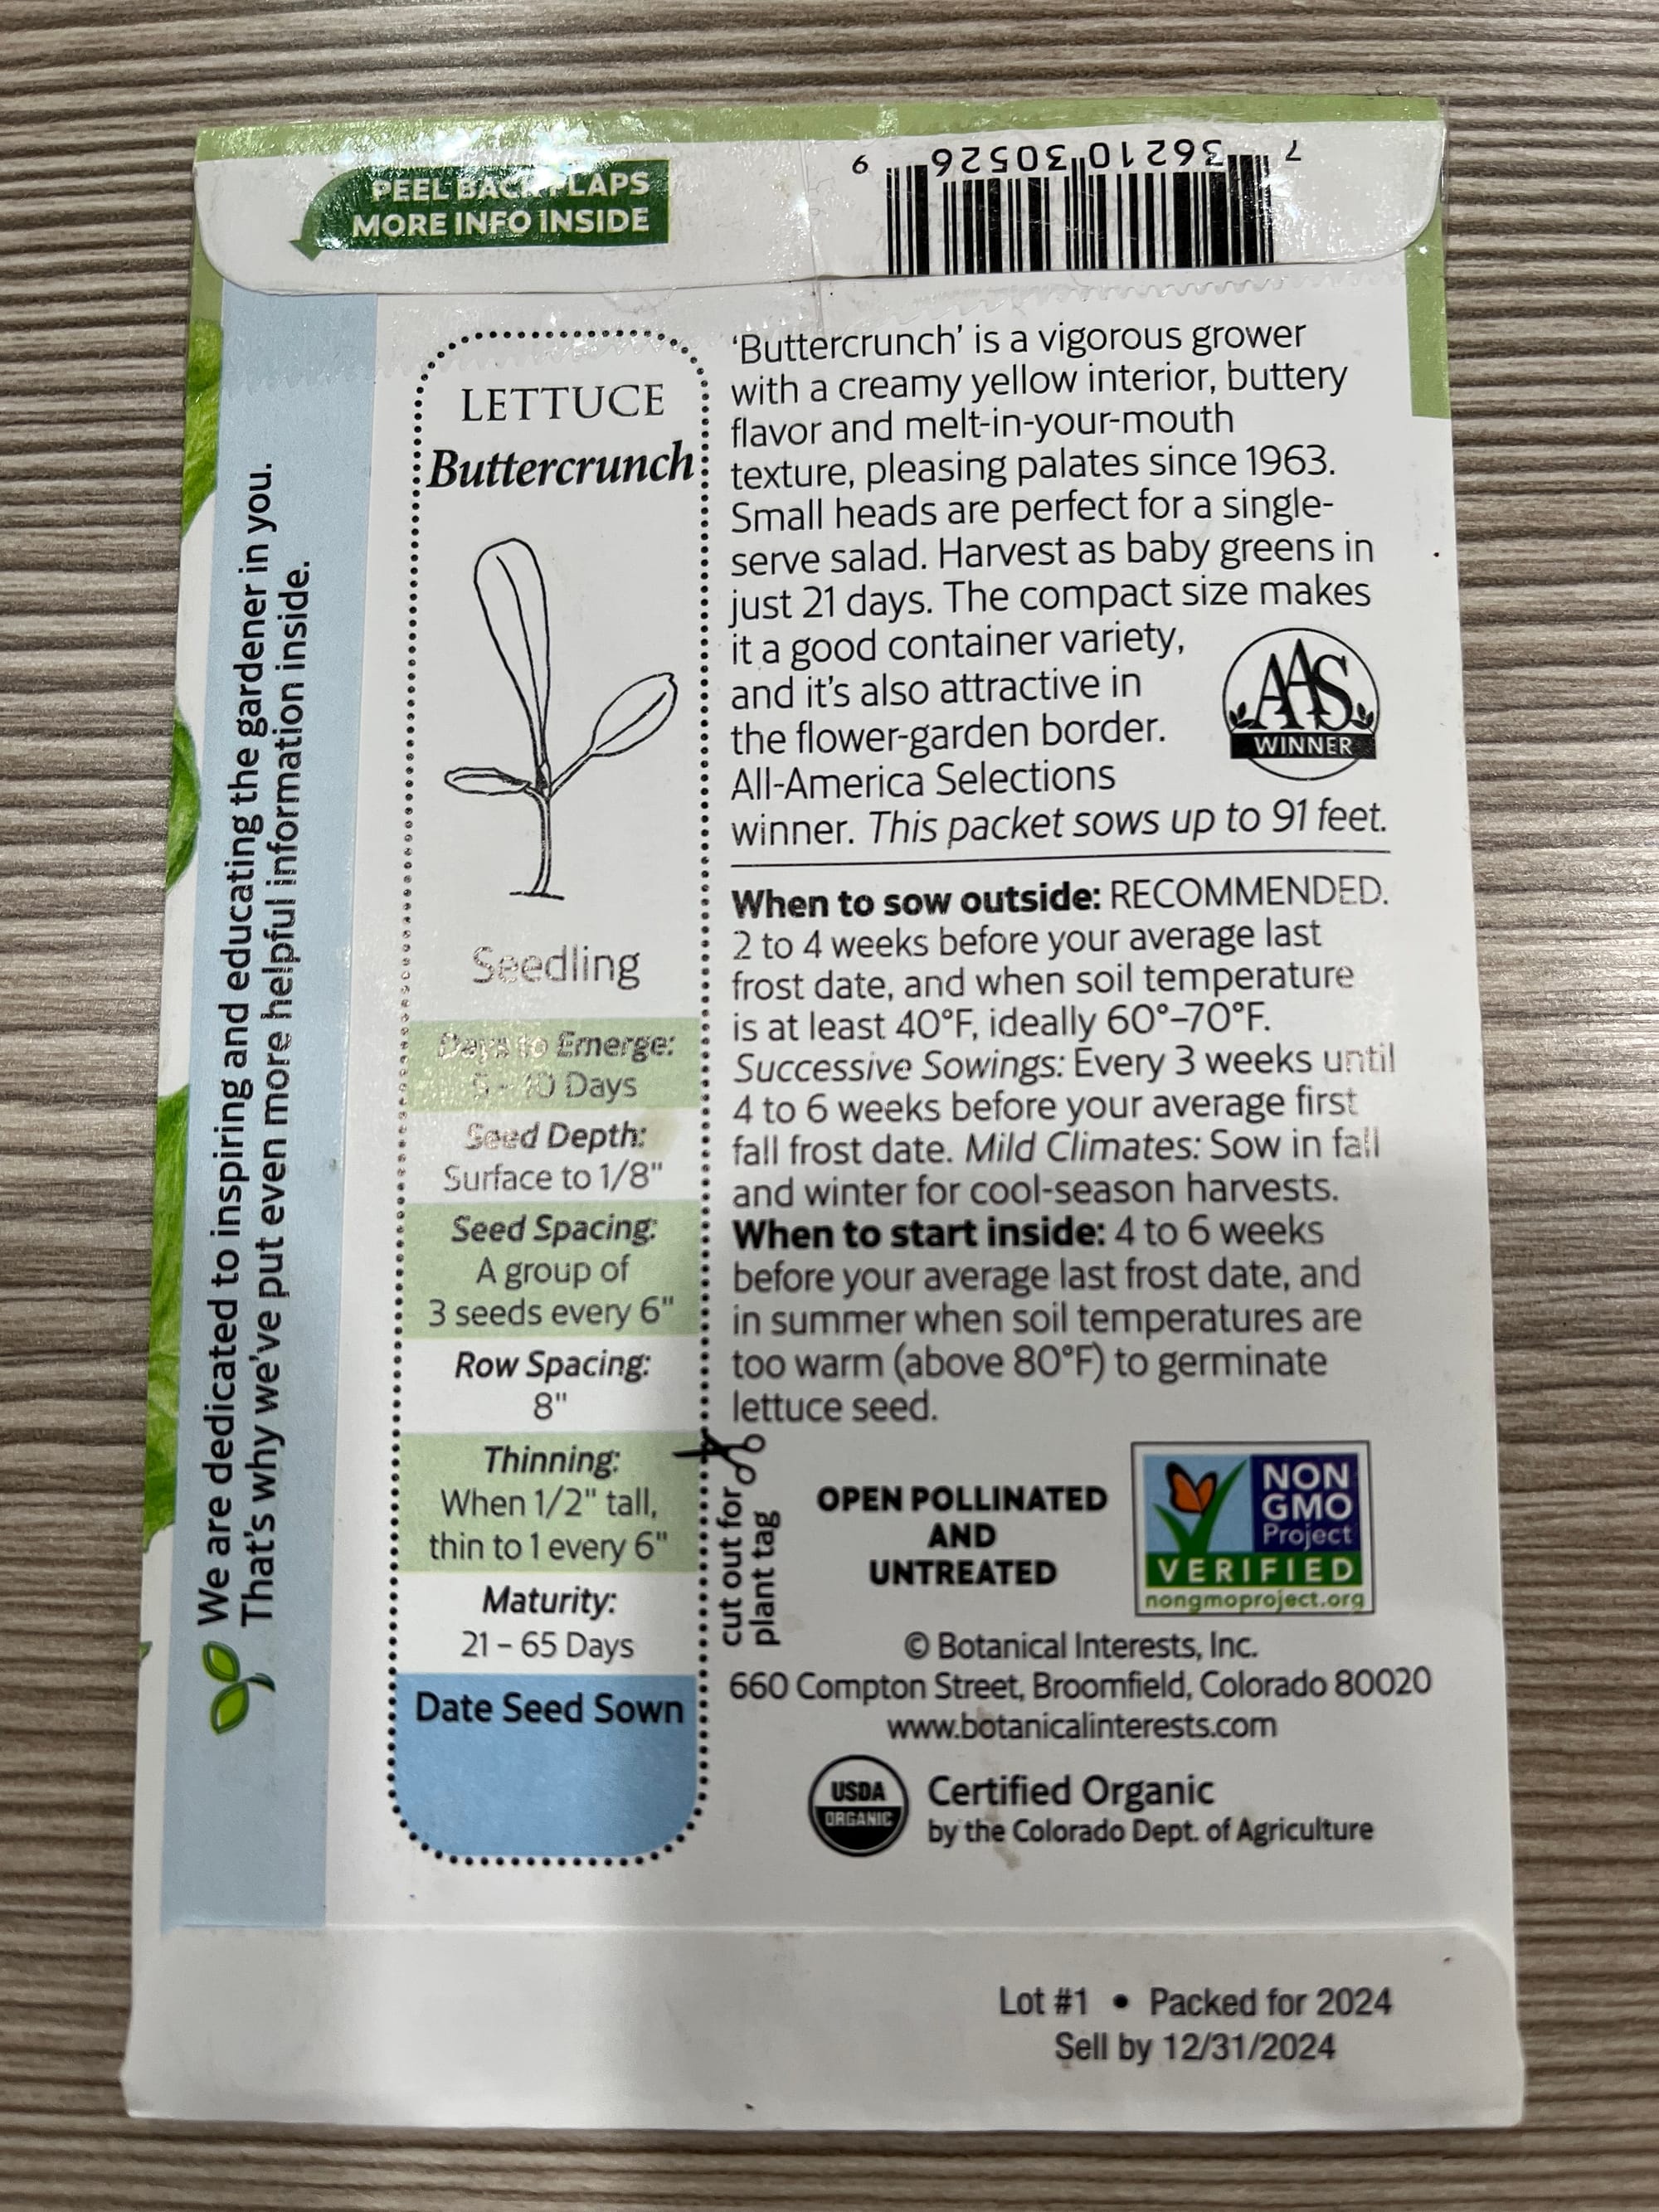 PEEL BACK FLAPS
MORE INFO INSIDE
7 36210 30526 9
We are dedicated to inspiring and educating the gardener in you.
That's why we've put even more helpful information inside.
LETTUCE
Buttercrunch
Seedling
Days to Emerge:
5 – 10 Days
Seed Depth:
Surface to 1/8"
Seed Spacing:
A group of
3 seeds every 6"
Row Spacing:
8"
Thinning:
When 1/2" tall,
thin to 1 every 6"
Maturity:
21 – 65 Days
Date Seed Sown
cut out for
plant tag
‘Buttercrunch’ is a vigorous grower
with a creamy yellow interior, buttery
flavor and melt-in-your-mouth
texture, pleasing palates since 1963.
Small heads are perfect for a single-
serve salad. Harvest as baby greens in
just 21 days. The compact size makes
it a good container variety,
and it's also attractive in
the flower-garden border.
All-America Selections
winner. This packet sows up to 91 feet.
AAS
WINNER
When to sow outside: RECOMMENDED.
2 to 4 weeks before your average last
frost date, and when soil temperature
is at least 40°F, ideally 60°–70°F.
Successive Sowings: Every 3 weeks until
4 to 6 weeks before your average first
fall frost date. Mild Climates: Sow in fall
and winter for cool-season harvests.
When to start inside: 4 to 6 weeks
before your average last frost date, and
in summer when soil temperatures are
too warm (above 80°F) to germinate
lettuce seed.
OPEN POLLINATED
AND
UNTREATED
NON
GMO
Project
VERIFIED
nongmoproject.org
© Botanical Interests, Inc.
660 Compton Street, Broomfield, Colorado 80020
www.botanicalinterests.com
USDA
ORGANIC
Certified Organic
by the Colorado Dept. of Agriculture
Lot #1 • Packed for 2024
Sell by 12/31/2024